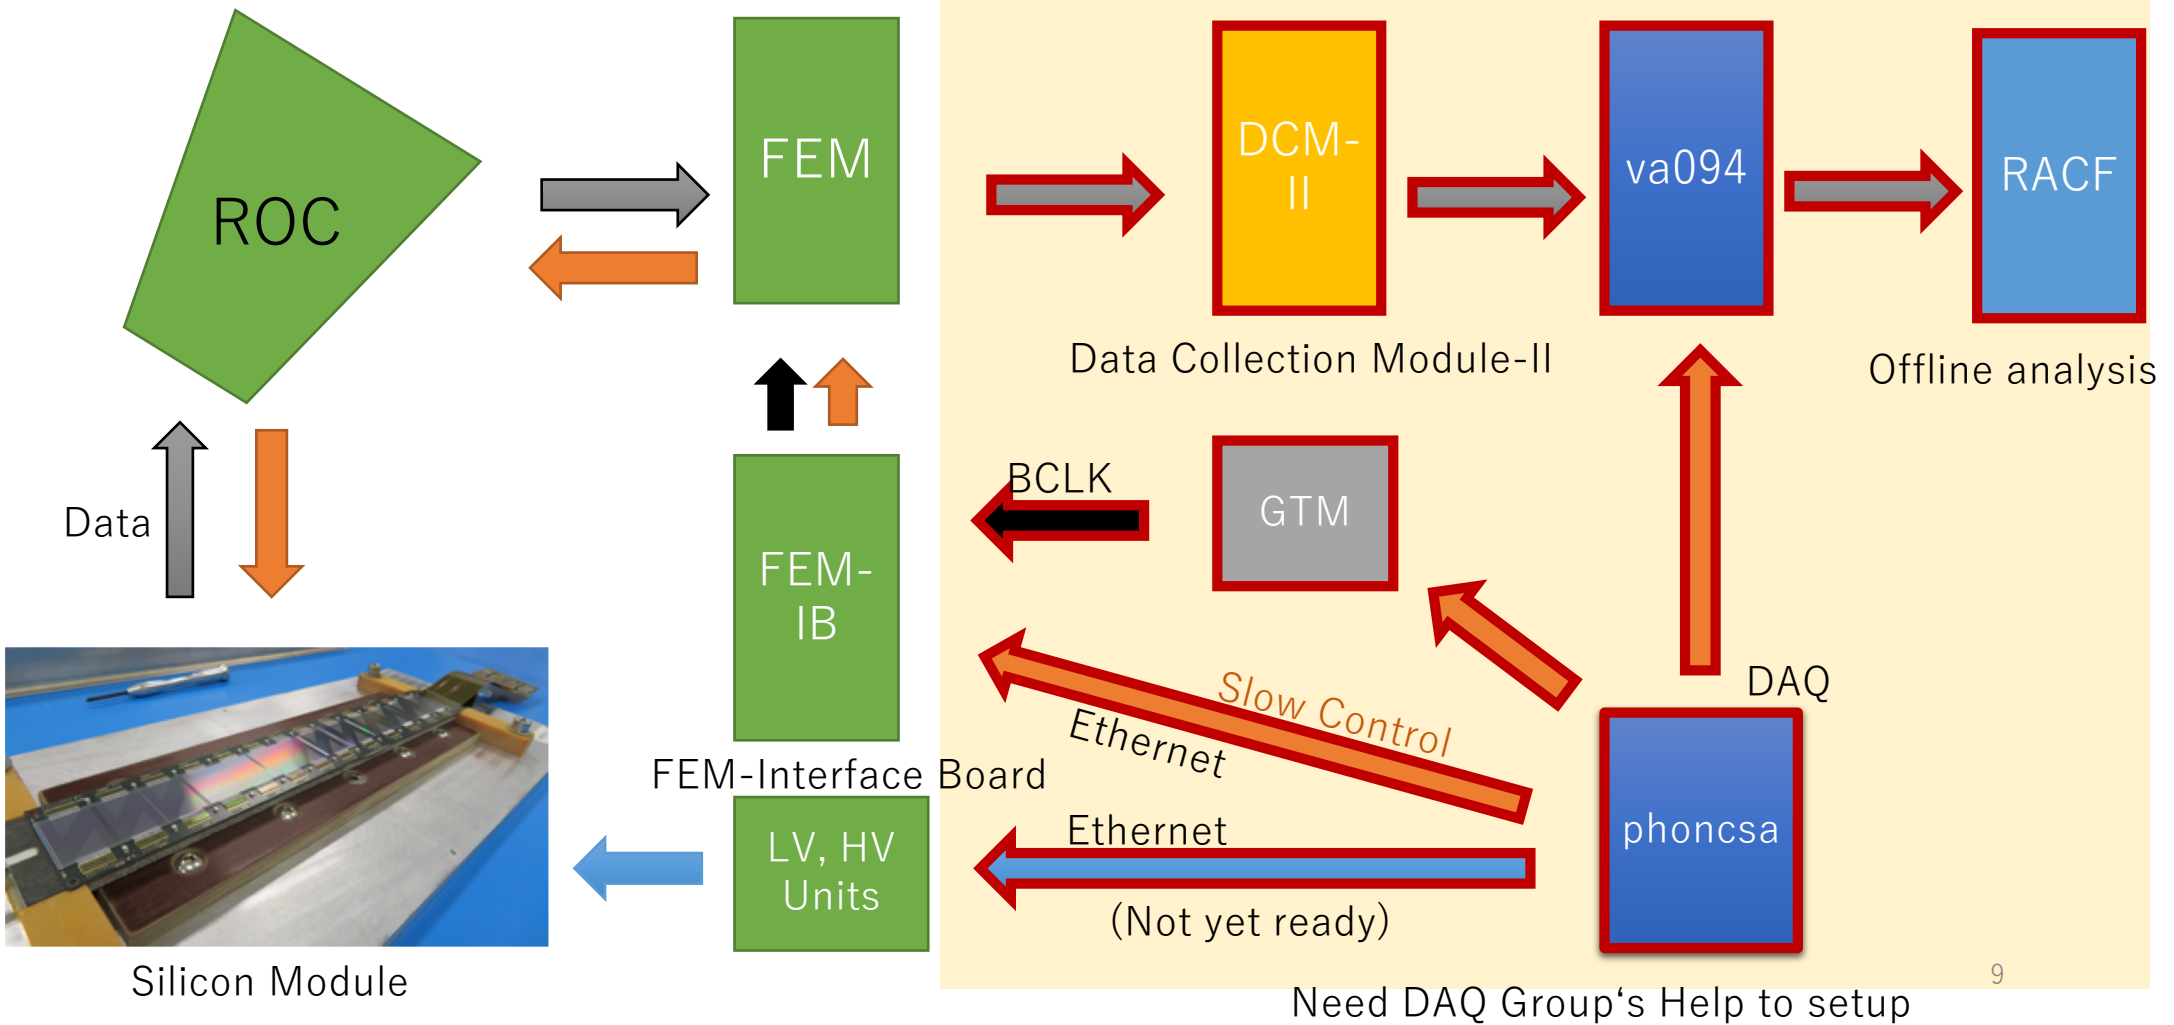 ROC
FEM
DCM-
II
va094
RACF
Data Collection Module-II
Offline analysis
BCLK
GTM
Data
FEM-
IB
Slow Control
Ethernet
DAQ
FEM-Interface Board
LV, HV
Units
Ethernet
(Not yet ready)
phoncsa
Silicon Module
9
Need DAQ Group‘s Help to setup